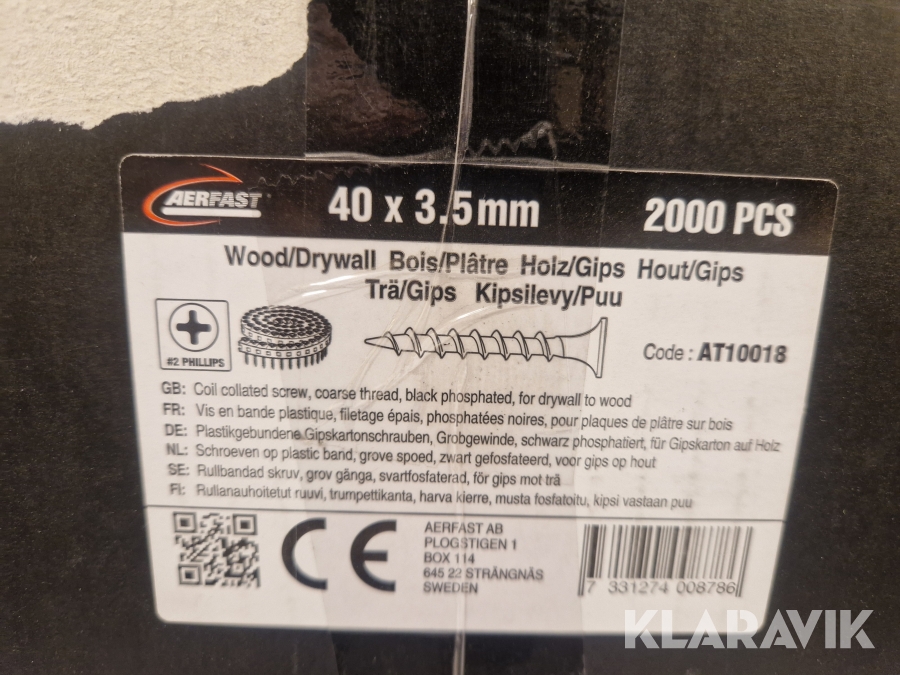 AERFAST
40 x 3.5mm
2000 PCS
Wood/Drywall Bois/Plâtre Holz/Gips Hout/Gips
Trä/Gips Kipsilevy/Puu
#2 PHILLIPS
Code : AT10018
GB: Coil collated screw, coarse thread, black phosphated, for drywall to wood
FR: Vis en bande plastique, filetage épais, phosphatées noires, pour plaques de plâtre sur bois
DE: Plastikgebundene Gipskartonschrauben, Grobgewinde, schwarz phosphatiert, für Gipskarton auf Holz
NL: Schroeven op plastic band, grove spoed, zwart gefosfateerd, voor gips op hout
SE: Rullbandad skruv, grov gänga, svartfosfaterad, för gips mot trä
FI: Rullanauhoitetut ruuvi, trumpettikanta, harva kierre, musta fosfatoitu, kipsi vastaan puu
CE
AERFAST AB
PLOGSTIGEN 1
BOX 114
645 22 STRÄNGNÄS
SWEDEN
7 331274 008786
KLARAVIK